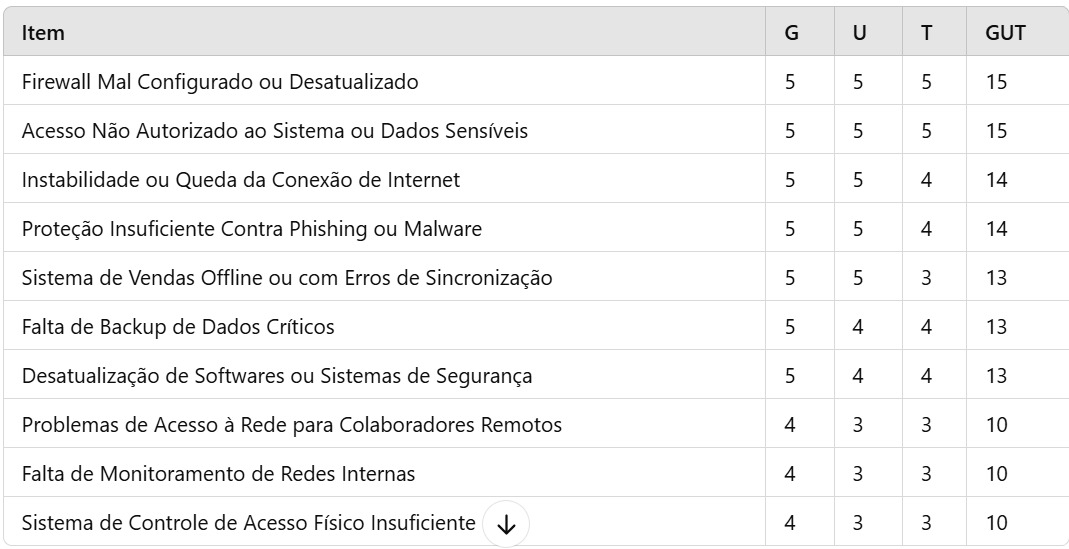 Item G U T GUT
Firewall Mal Configurado ou Desatualizado 5 5 5 15
Acesso Não Autorizado ao Sistema ou Dados Sensíveis 5 5 5 15
Instabilidade ou Queda da Conexão de Internet 5 5 4 14
Proteção Insuficiente Contra Phishing ou Malware 5 5 4 14
Sistema de Vendas Offline ou com Erros de Sincronização 5 5 3 13
Falta de Backup de Dados Críticos 5 4 4 13
Desatualização de Softwares ou Sistemas de Segurança 5 4 4 13
Problemas de Acesso à Rede para Colaboradores Remotos 4 3 3 10
Falta de Monitoramento de Redes Internas 4 3 3 10
Sistema de Controle de Acesso Físico Insuficiente 4 3 3 10